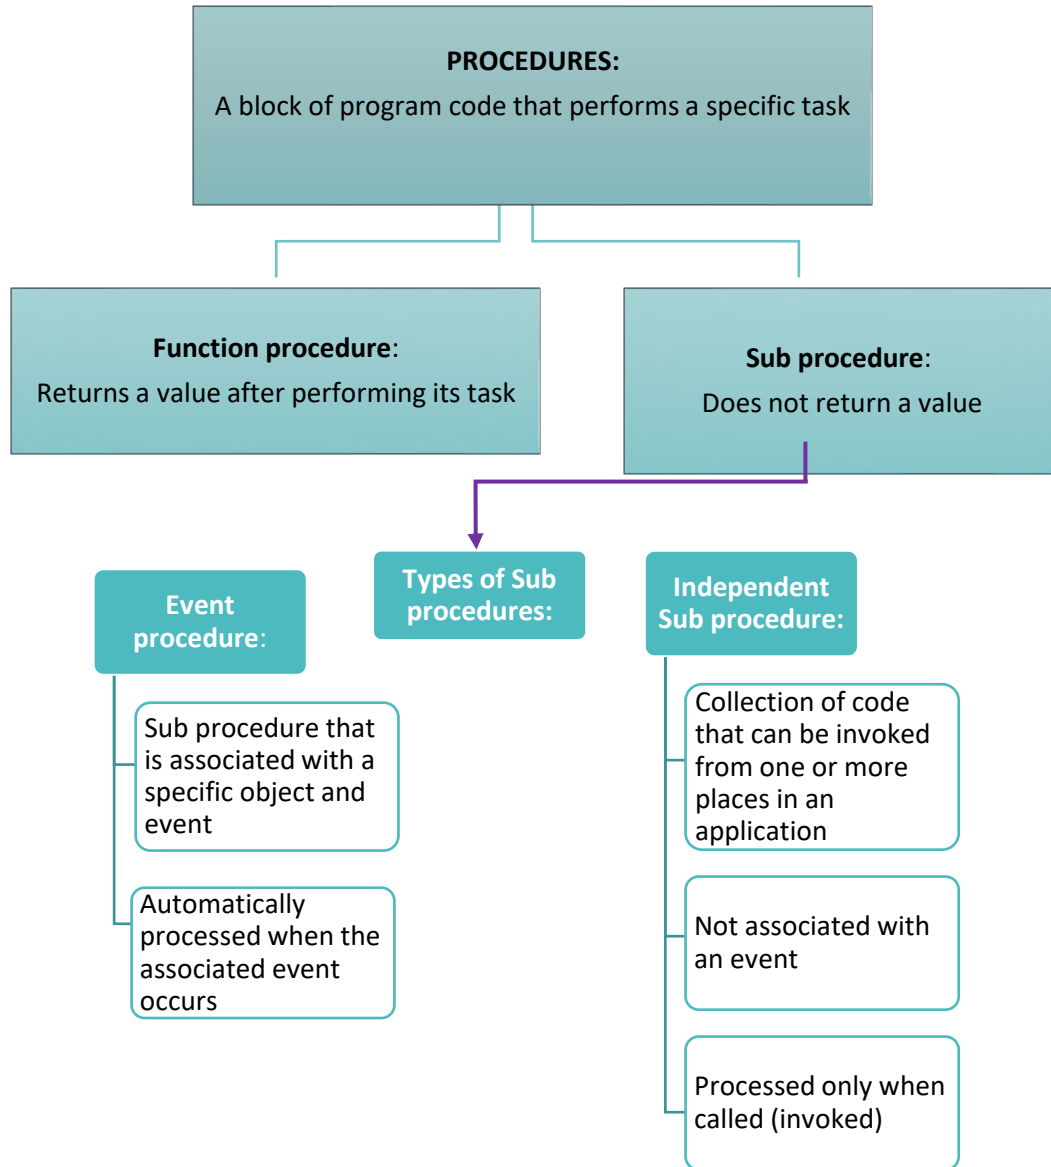 PROCEDURES:
A block of program code that performs a specific task
Function procedure:
Returns a value after performing its task
Sub procedure:
Does not return a value
Types of Sub
procedures:
Event
procedure:
Sub procedure that
is associated with a
specific object and
event
Automatically
processed when the
associated event
occurs
Independent
Sub procedure:
Collection of code
that can be invoked
from one or more
places in an
application
Not associated with
an event
Processed only when
called (invoked)